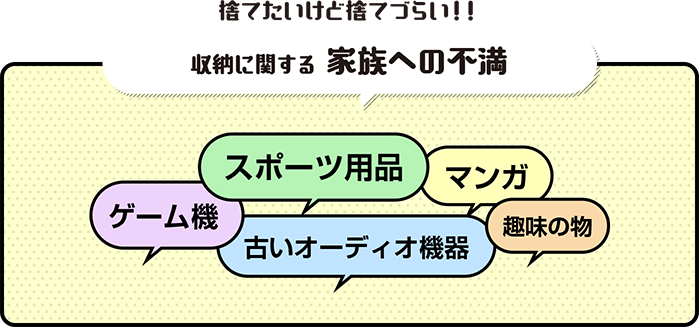 捨てたいけど捨てづらい!!
収納に関する 家族への不満
スポーツ用品
マンガ
ゲーム機
古いオーディオ機器
趣味の物